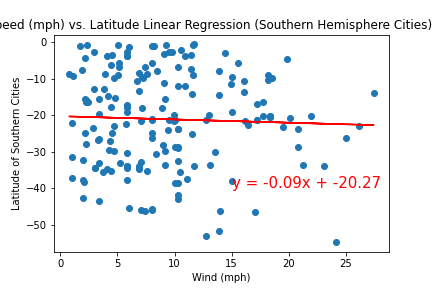 peed (mph) vs. Latitude Linear Regression (Southern Hemisphere Cities)
0
−10
−20
−30
−40
−50
Latitude of Southern Cities
y = -0.09x + -20.27
0 5 10 15 20 25
Wind (mph)